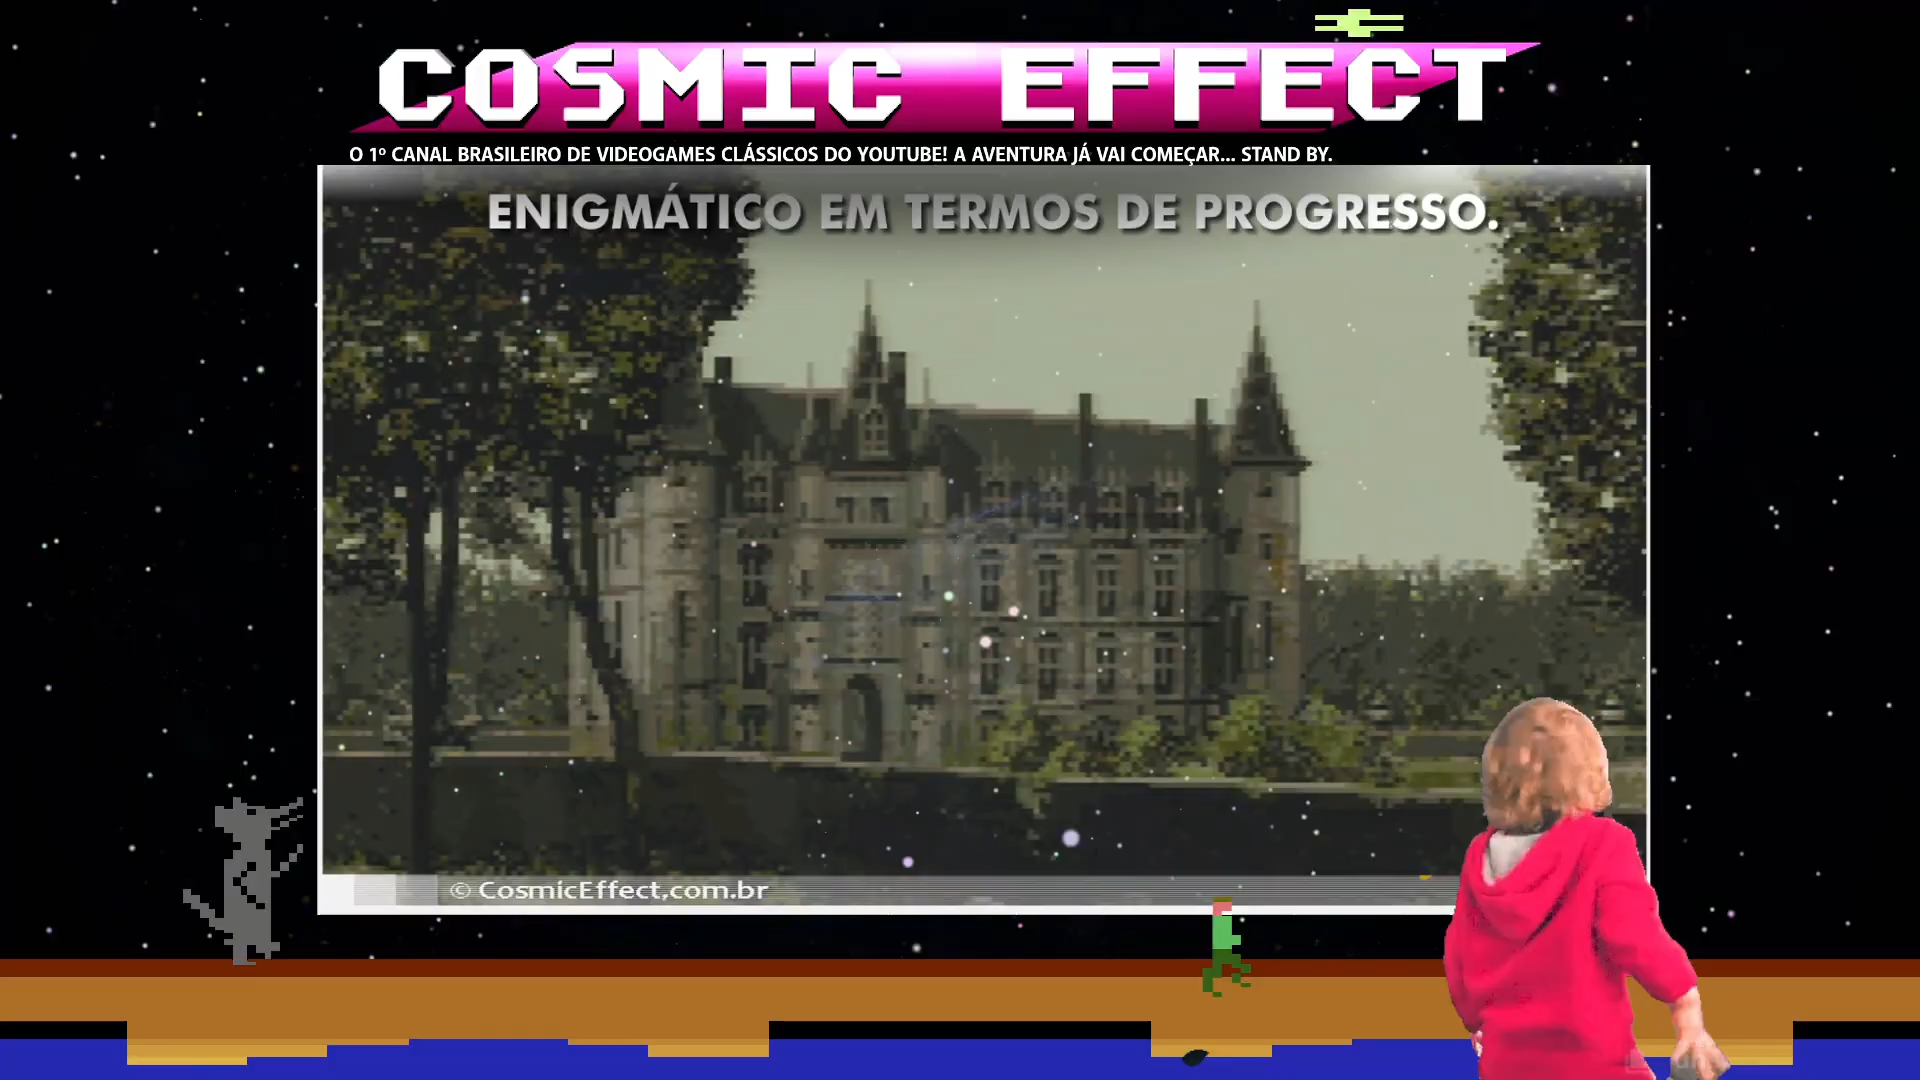 COSMIC EFFECT
O 1º CANAL BRASILEIRO DE VIDEOGAMES CLÁSSICOS DO YOUTUBE! A AVENTURA JÁ VAI COMEÇAR... STAND BY.
ENIGMÁTICO EM TERMOS DE PROGRESSO.
© CosmicEffect,com.br